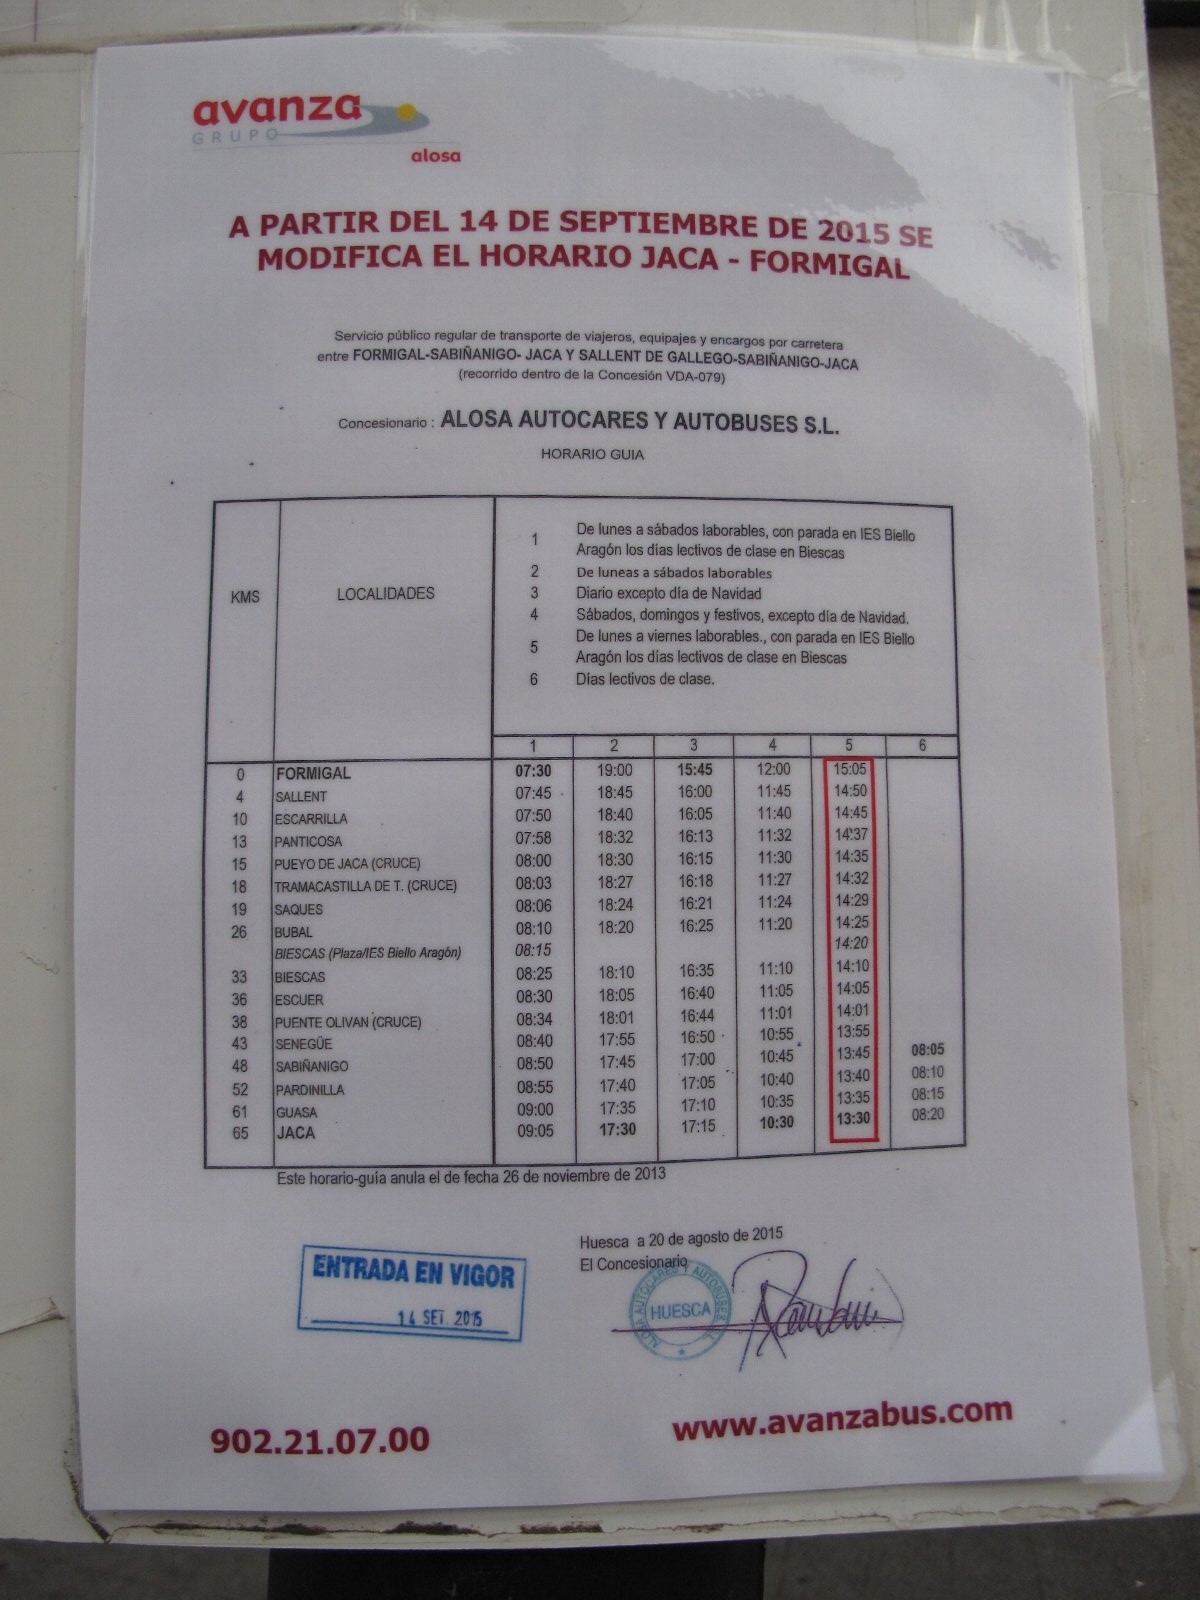 avanza
GRUPO
alosa
A PARTIR DEL 14 DE SEPTIEMBRE DE 2015 SE
MODIFICA EL HORARIO JACA - FORMIGAL
Servicio público regular de transporte de viajeros, equipajes y encargos por carretera
entre FORMIGAL-SABIÑANIGO- JACA Y SALLENT DE GALLEGO-SABIÑANIGO-JACA
(recorrido dentro de la Concesión VDA-079)
Concesionario : ALOSA AUTOCARES Y AUTOBUSES S.L.
HORARIO GUIA
KMS LOCALIDADES
1 De lunes a sábados laborables, con parada en IES Biello
Aragón los días lectivos de clase en Biescas
2 De luneas a sábados laborables
3 Diario excepto día de Navidad
4 Sábados, domingos y festivos, excepto día de Navidad.
5 De lunes a viernes laborables., con parada en IES Biello
Aragón los días lectivos de clase en Biescas
6 Días lectivos de clase.
1 2 3 4 5 6
0 FORMIGAL 07:30 19:00 15:45 12:00 15:05
4 SALLENT 07:45 18:45 16:00 11:45 14:50
10 ESCARRILLA 07:50 18:40 16:05 11:40 14:45
13 PANTICOSA 07:58 18:32 16:13 11:32 14:37
15 PUEYO DE JACA (CRUCE) 08:00 18:30 16:15 11:30 14:35
18 TRAMACASTILLA DE T. (CRUCE) 08:03 18:27 16:18 11:27 14:32
19 SAQUES 08:06 18:24 16:21 11:24 14:29
26 BUBAL 08:10 18:20 16:25 11:20 14:25
BIESCAS (Plaza/IES Biello Aragón) 08:15 14:20
33 BIESCAS 08:25 18:10 16:35 11:10 14:10
36 ESCUER 08:30 18:05 16:40 11:05 14:05
38 PUENTE OLIVAN (CRUCE) 08:34 18:01 16:44 11:01 14:01
43 SENEGÜE 08:40 17:55 16:50 10:55 13:55
48 SABIÑANIGO 08:50 17:45 17:00 10:45 13:45 08:05
52 PARDINILLA 08:55 17:40 17:05 10:40 13:40 08:10
61 GUASA 09:00 17:35 17:10 10:35 13:35 08:15
65 JACA 09:05 17:30 17:15 10:30 13:30 08:20
Este horario-guía anula el de fecha 26 de noviembre de 2013
Huesca a 20 de agosto de 2015
El Concesionario
ENTRADA EN VIGOR
14 SET. 2015
ALOSA AUTOCARES Y AUTOBUSES S.L.
HUESCA
902.21.07.00
www.avanzabus.com